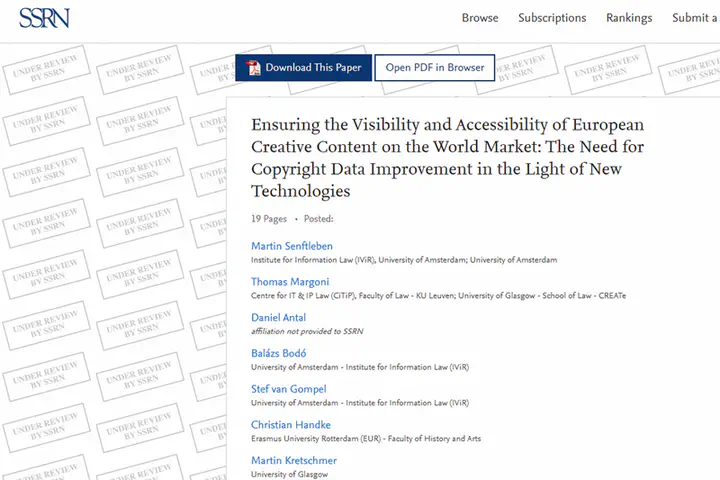 SSRN
Browse Subscriptions Rankings Submit a
UNDER REVIEW BY SSRN
Download This Paper
Open PDF in Browser
Ensuring the Visibility and Accessibility of European
Creative Content on the World Market: The Need for
Copyright Data Improvement in the Light of New
Technologies
19 Pages • Posted:
Martin Senftleben
Institute for Information Law (IViR), University of Amsterdam; University of Amsterdam
Thomas Margoni
Centre for IT & IP Law (CiTiP), Faculty of Law - KU Leuven; University of Glasgow - School of Law - CREATe
Daniel Antal
affiliation not provided to SSRN
Balázs Bodó
University of Amsterdam - Institute for Information Law (IViR)
Stef van Gompel
University of Amsterdam - Institute for Information Law (IViR)
Christian Handke
Erasmus University Rotterdam (EUR) - Faculty of History and Arts
Martin Kretschmer
University of Glasgow